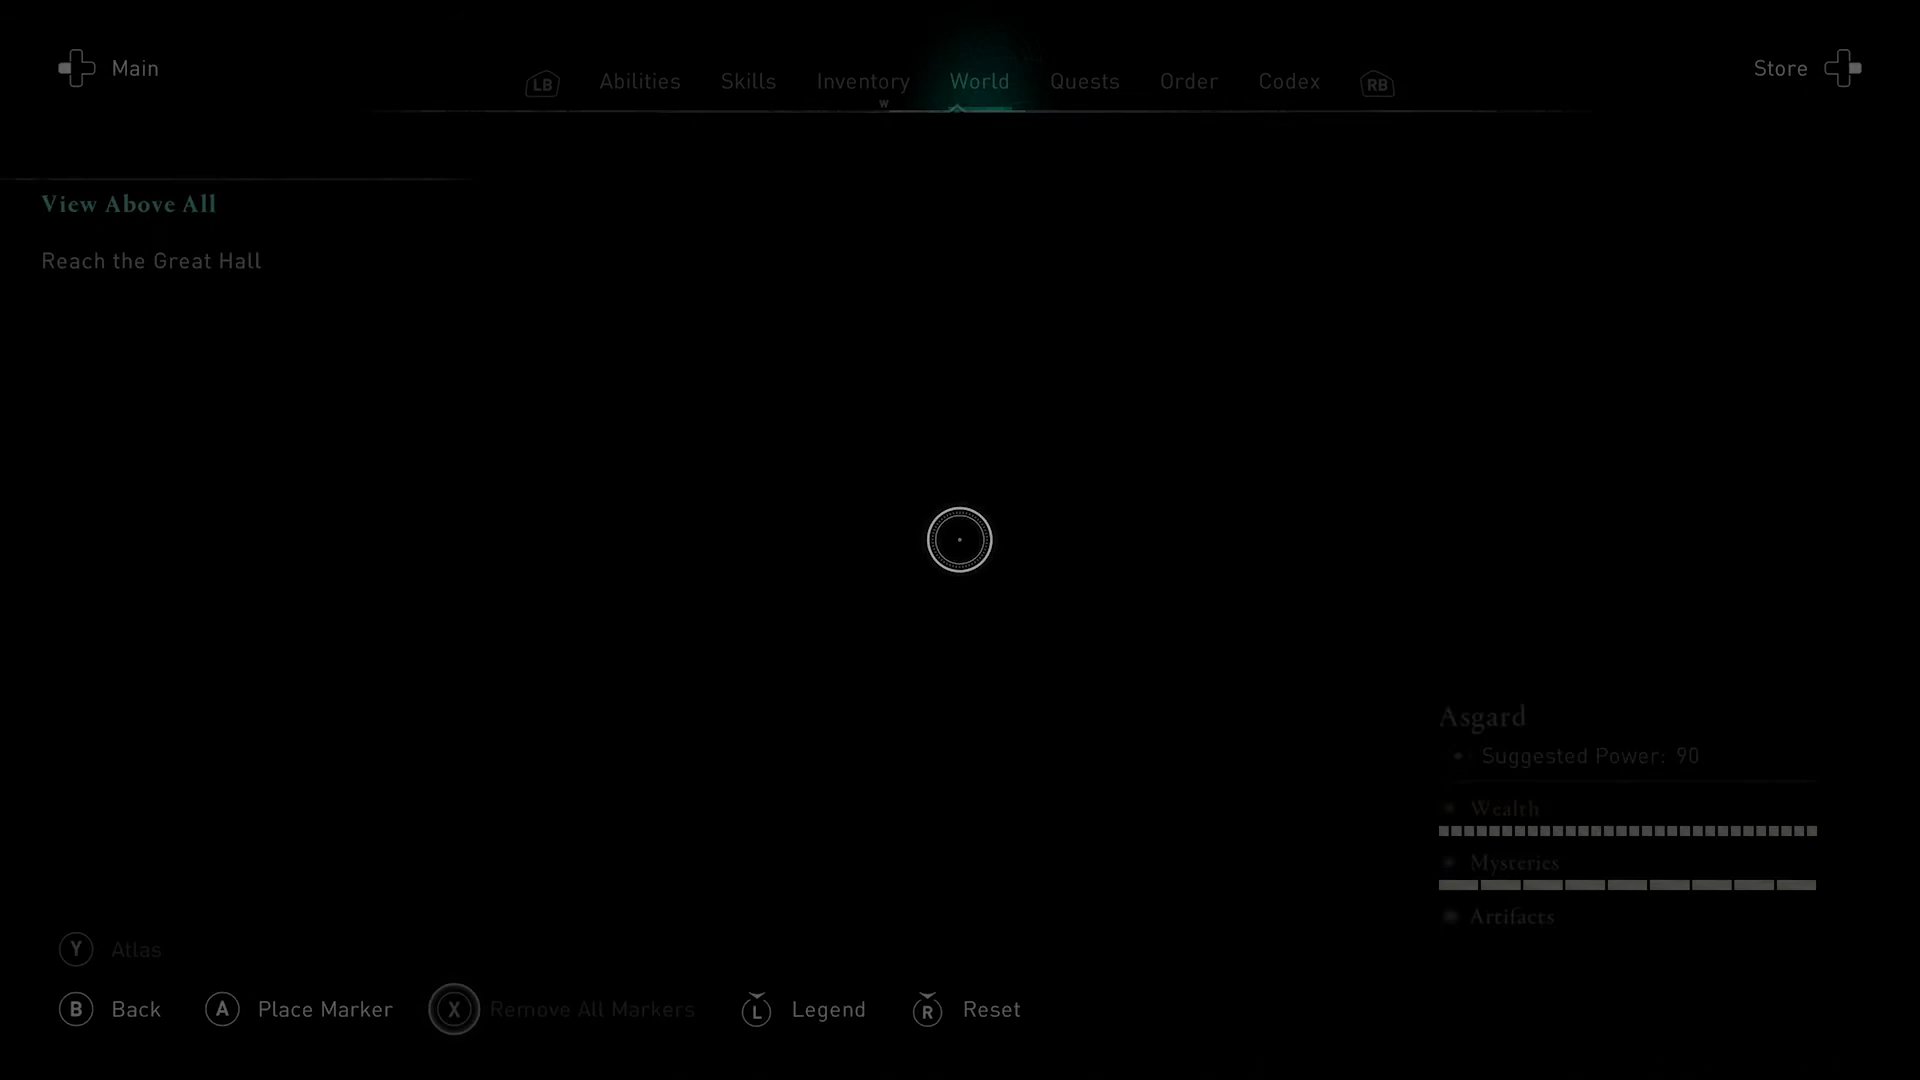 Main
LB Abilities Skills Inventory World Quests Order Codex RB
W
Store
View Above All
Reach the Great Hall
Asgard
Suggested Power: 90
Wealth
Mysteries
Artifacts
Y Atlas
B Back A Place Marker X Remove All Markers L Legend R Reset